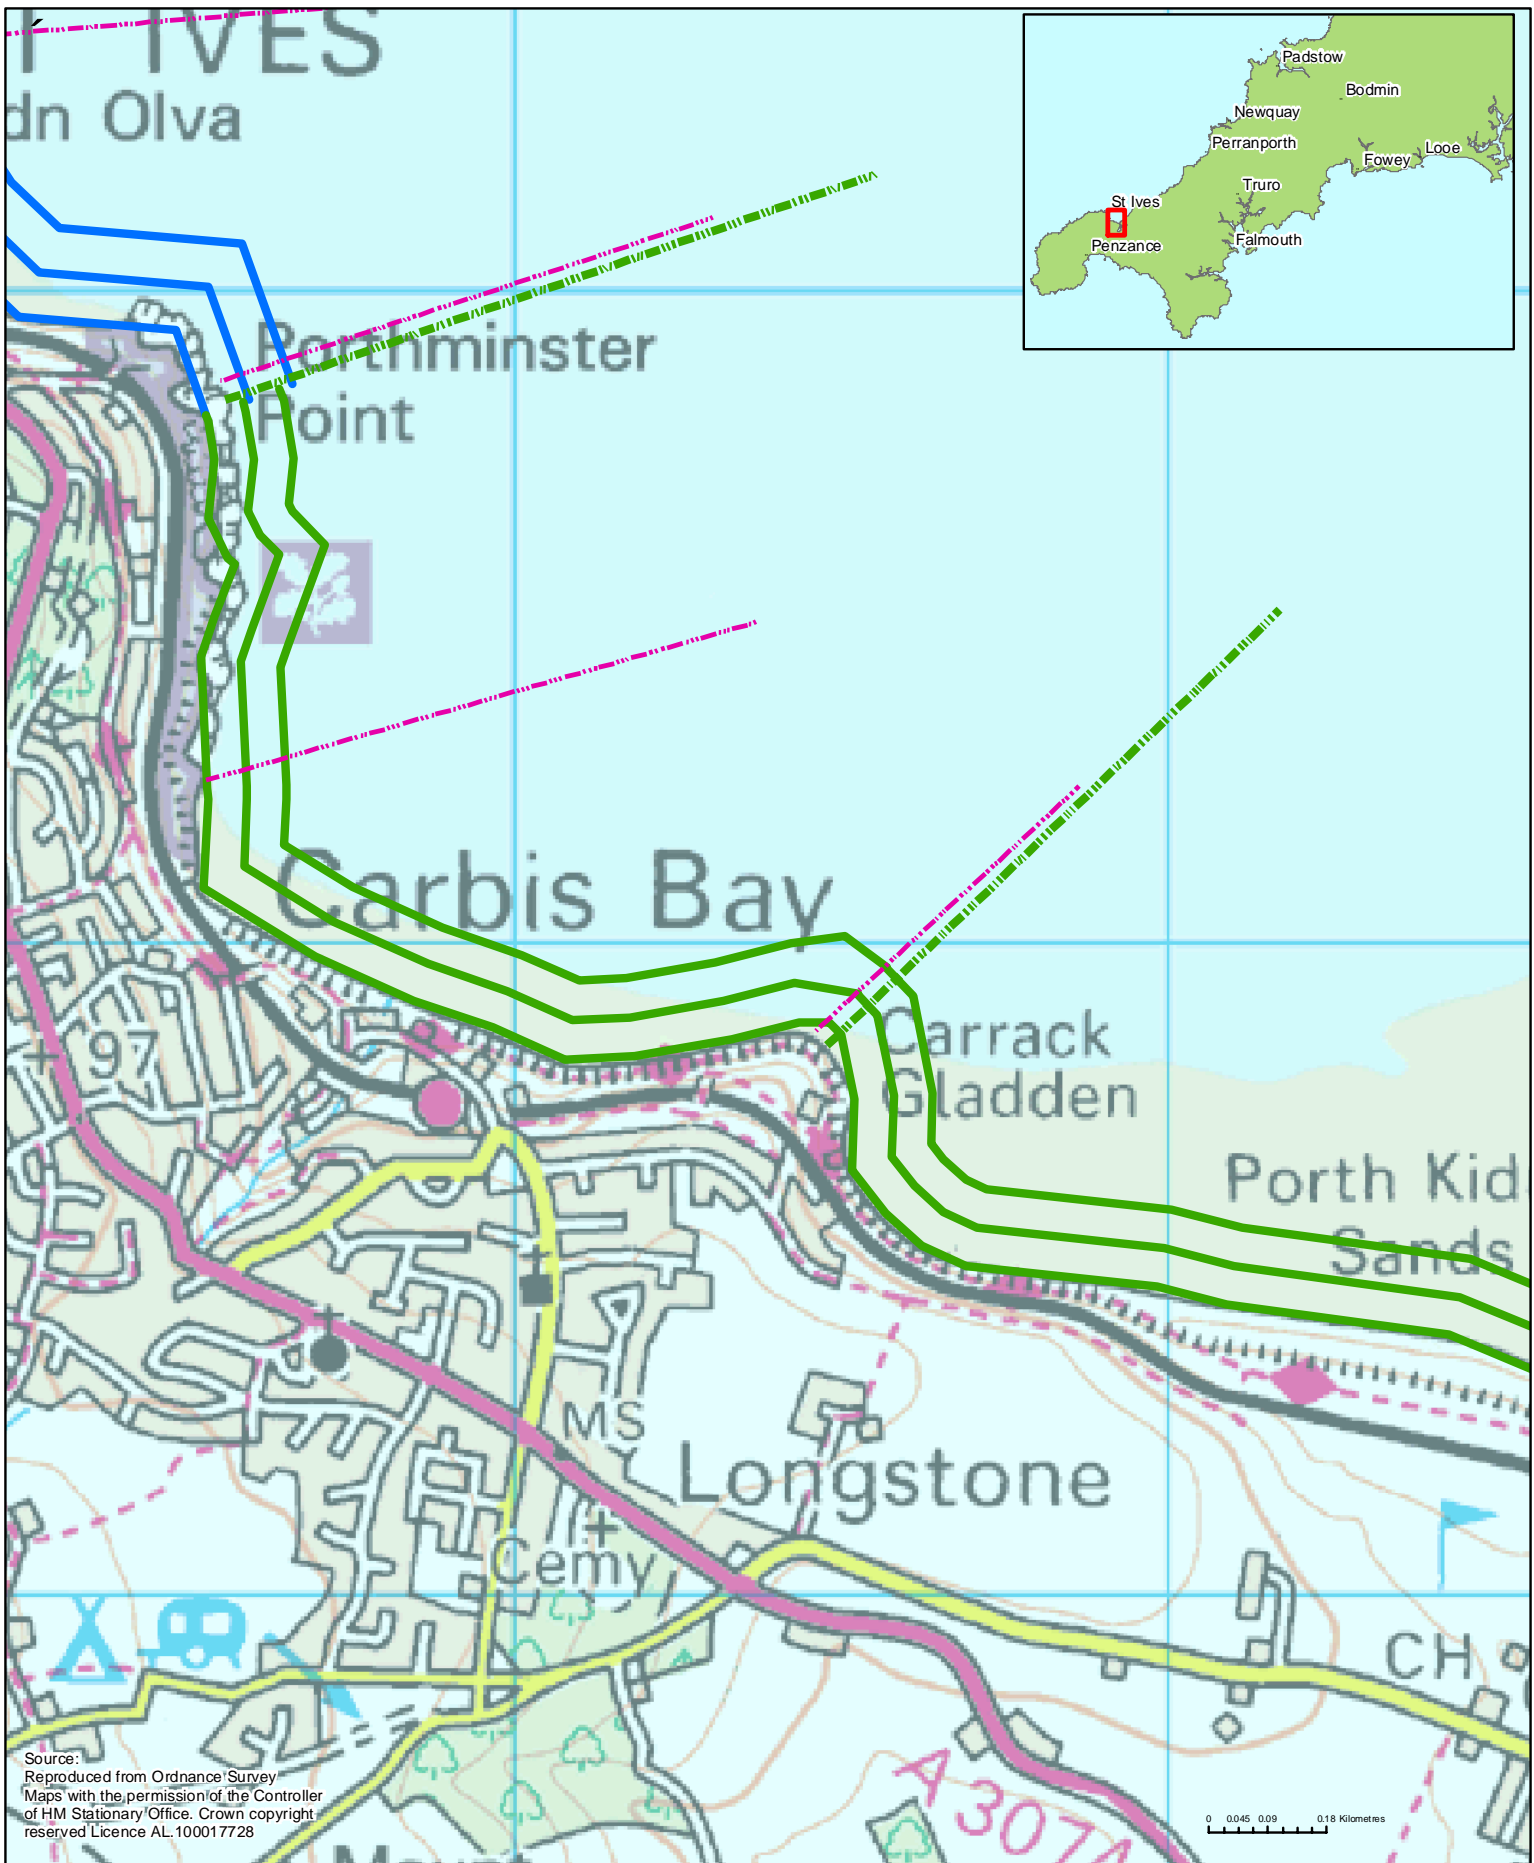 IVES
dn Olva
Padstow
Bodmin
Newquay
Perranporth
Looe
Fowey
Truro
St Ives
Falmouth
Penzance
Porthminster
Point
Carbis Bay
97
Carrack
Gladden
Porth Kid
Sands
MS
Longstone
Cemy
CH
A 307
Source:
Reproduced from Ordnance Survey
Maps with the permission of the Controller
of HM Stationary Office. Crown copyright
reserved Licence AL.100017728
0 0.045 0.09 0.18 Kilometres